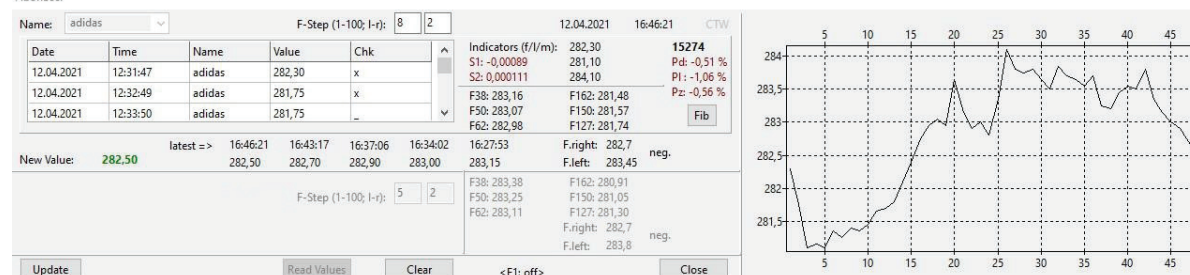 Name: adidas F-Step (1-100; l-r): 8 2 12.04.2021 16:46:21 CTW
Date Time Name Value Chk
12.04.2021 12:31:47 adidas 282,30 x
12.04.2021 12:32:49 adidas 281,75 x
12.04.2021 12:33:50 adidas 281,75 _
Indicators (f/l/m): 282,30 15274
S1: -0,00089 281,10 Pd: -0,51 %
S2: 0,000111 284,10 Pl : -1,06 %
F38: 283,16 F162: 281,48 Pz: -0,56 %
F50: 283,07 F150: 281,57 Fib
F62: 282,98 F127: 281,74
latest = > 16:46:21 16:43:17 16:37:06 16:34:02 16:27:53 F.right: 282,7 neg.
New Value: 282,50 282,50 282,70 282,90 283,00 283,15 F.left: 283,45
F-Step (1-100; l-r): 5 2
F38: 283,38 F162: 280,91
F50: 283,25 F150: 281,05
F62: 283,11 F127: 281,30
F.right: 282,7 neg.
F.left: 283,8
Update Read Values Clear <F1: off> Close
5 10 15 20 25 30 35 40 45
284
283,5
283
282,5
282
281,5
5 10 15 20 25 30 35 40 45